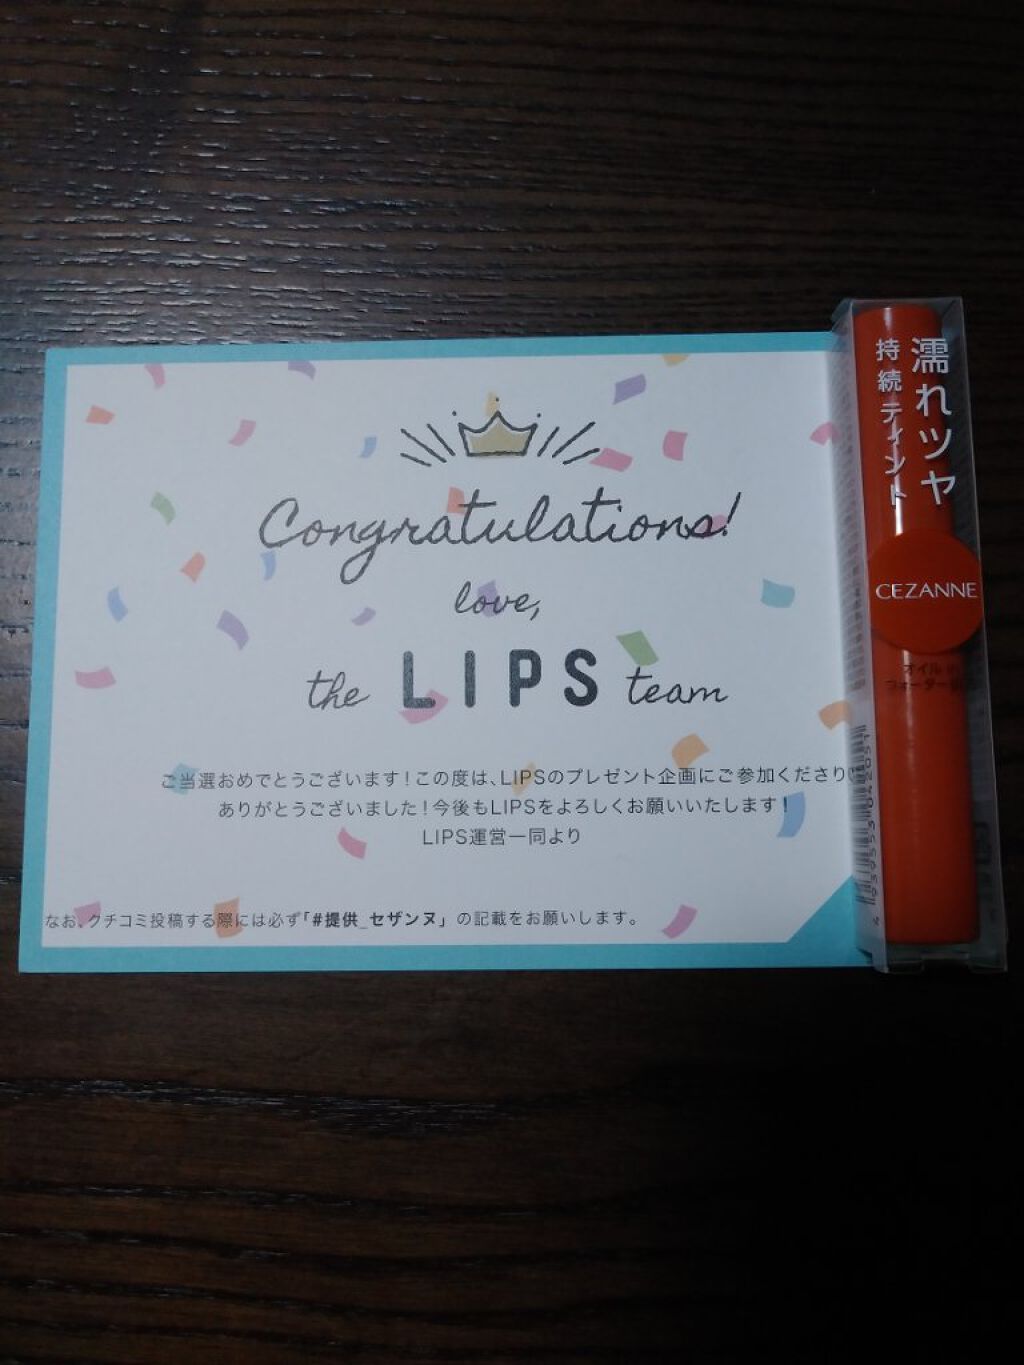 Congratulations!
love,
the LIPS team
ご当選おめでとうございます！この度は、LIPSのプレゼント企画にご参加くださり
ありがとうございました！今後もLIPSをよろしくお願いいたします！
LIPS運営一同より
なお、クチコミ投稿する際には必ず「#提供_セザンヌ」の記載をお願いします。
濡れツヤ
持続ティント
CEZANNE
オイル in